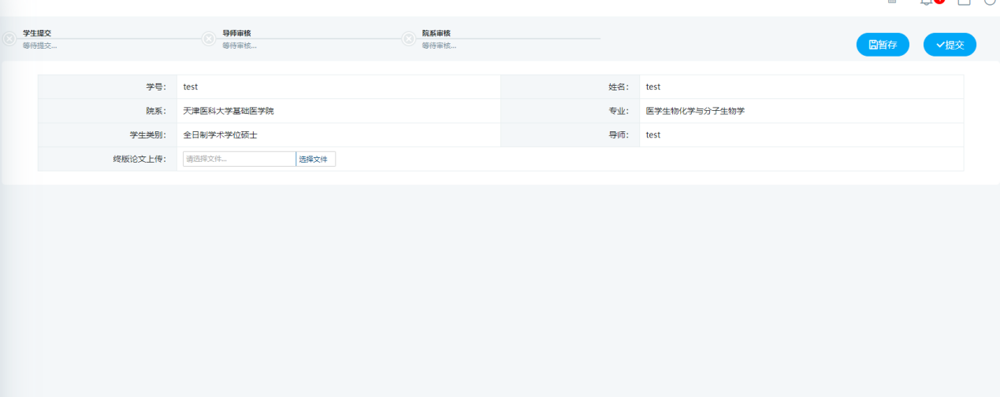 学生提交
等待提交...
导师审核
等待审核...
院系审核
等待审核...
暂存
提交
学号: test
姓名: test
院系: 天津医科大学基础医学院
专业: 医学生物化学与分子生物学
学生类别: 全日制学术学位硕士
导师: test
终版论文上传: 请选择文件... 选择文件